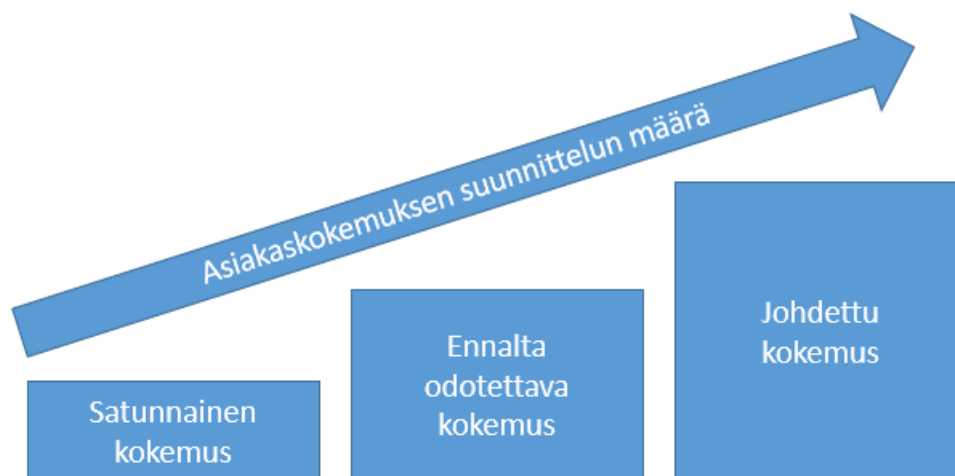 Asiakaskokemuksen suunnittelun määrä
Satunnainen
kokemus
Ennalta
odotettava
kokemus
Johdettu
kokemus